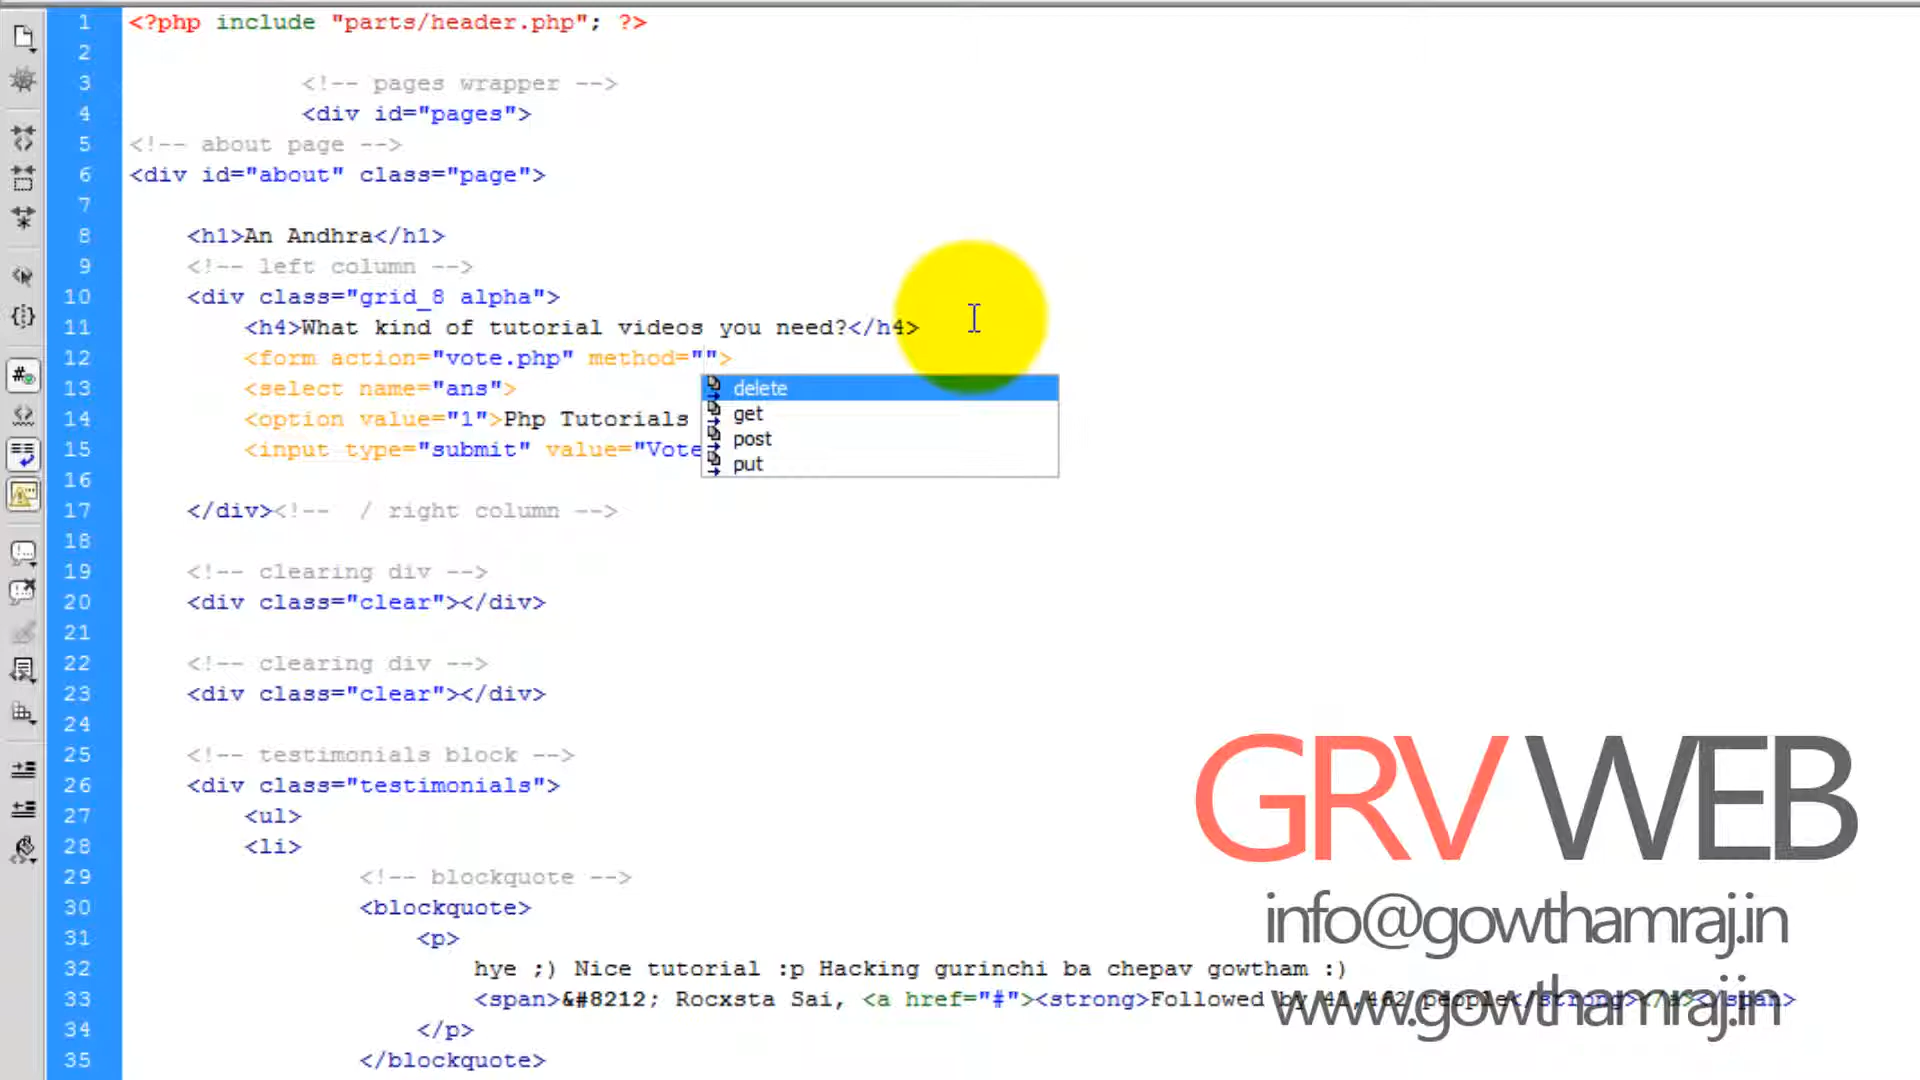 1 <?php include "parts/header.php"; ?>
2
3 <!-- pages wrapper -->
4 <div id="pages">
5 <!-- about page -->
6 <div id="about" class="page">
7
8 <h1>An Andhra</h1>
9 <!-- left column -->
10 <div class="grid_8 alpha">
11 <h4>What kind of tutorial videos you need?</h4>
12 <form action="vote.php" method="">
13 <select name="ans">
delete
14 <option value="1">Php Tutorials
get
post
15 <input type="submit" value="Vote
put
16
17 </div><!-- / right column -->
18
19 <!-- clearing div -->
20 <div class="clear"></div>
21
22 <!-- clearing div -->
23 <div class="clear"></div>
24
25 <!-- testimonials block -->
26 <div class="testimonials">
27 <ul>
28 <li>
29 <!-- blockquote -->
30 <blockquote>
31 <p>
32 hye ;) Nice tutorial :p Hacking gurinchi ba chepav gowtham :)
33 <span>&#8212; Rocxsta Sai, <a href="#"><strong>Followed by 41,462 people</strong></a></span>
34 </p>
35 </blockquote>
GRV WEB
info@gowthamraj.in
www.gowthamraj.in